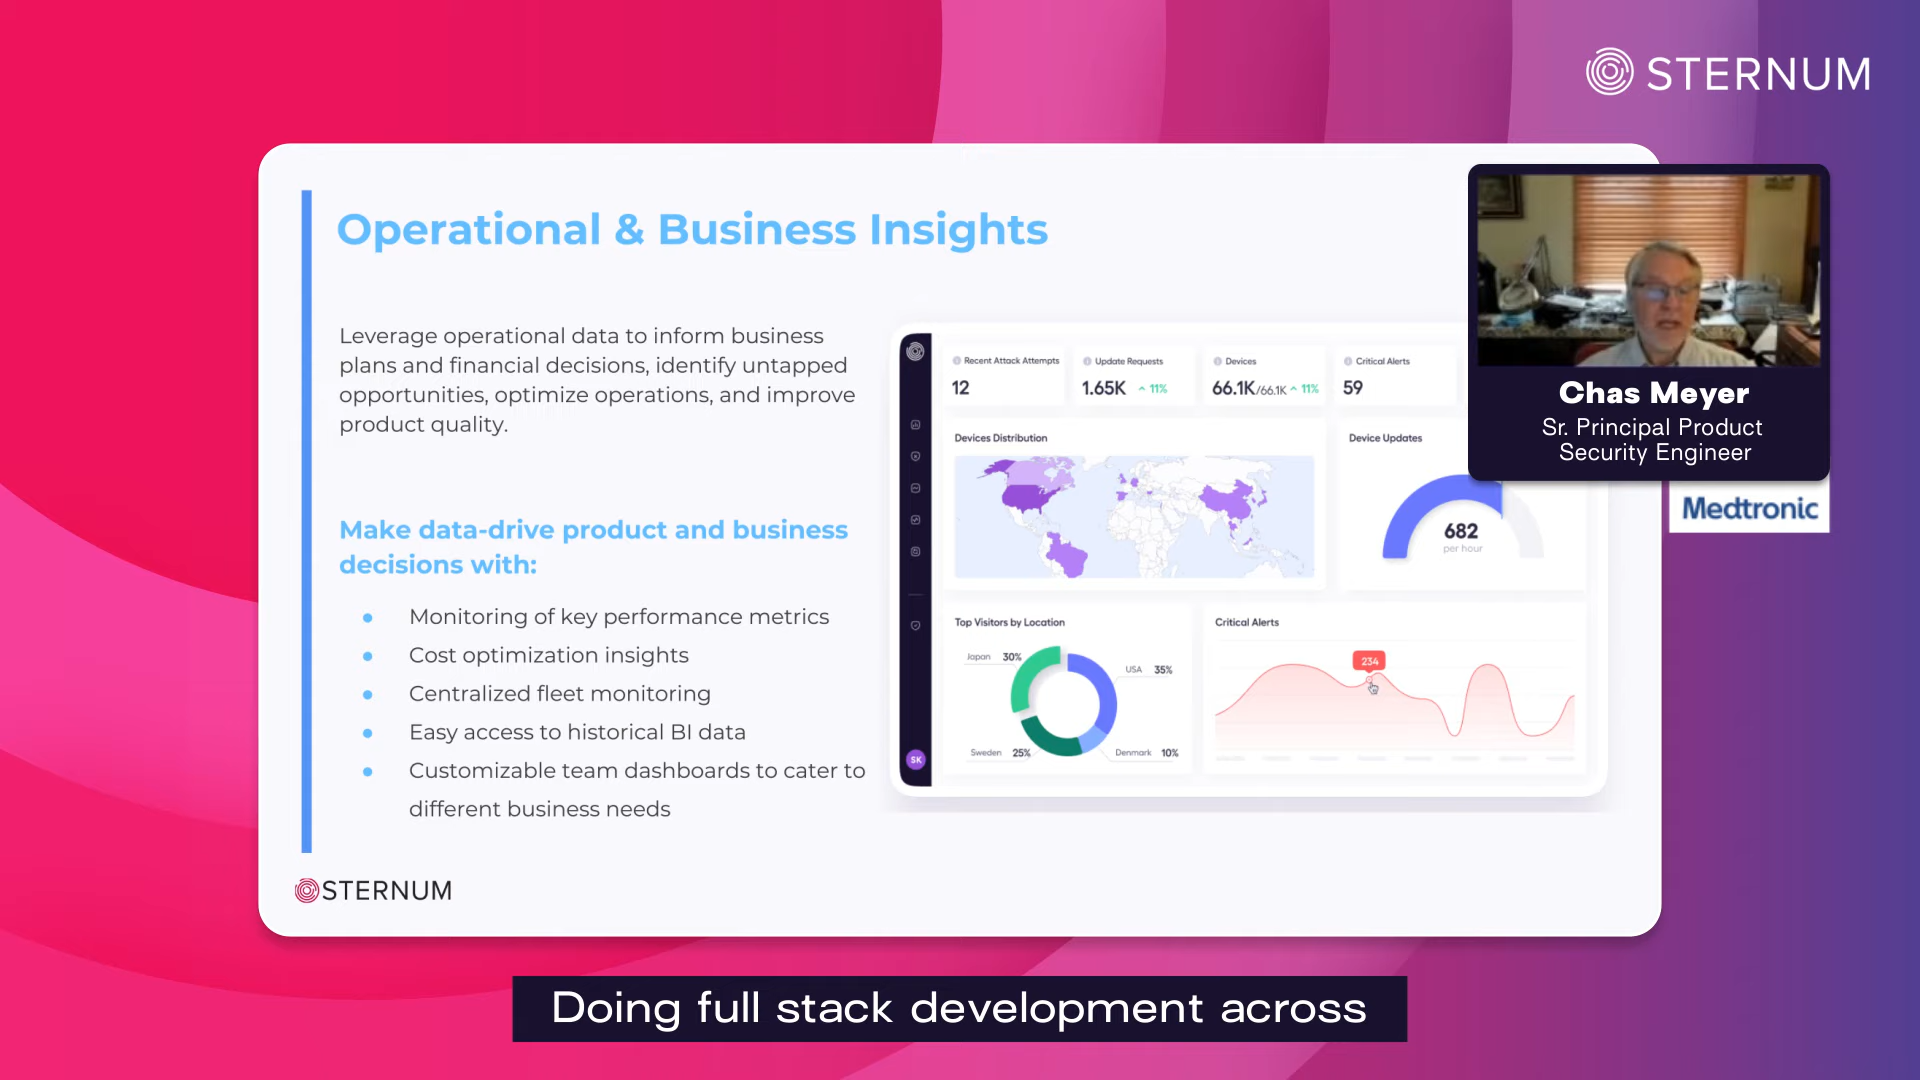 STERNUM
Operational & Business Insights
Leverage operational data to inform business
plans and financial decisions, identify untapped
opportunities, optimize operations, and improve
product quality.
Make data-drive product and business
decisions with:
Monitoring of key performance metrics
Cost optimization insights
Centralized fleet monitoring
Easy access to historical BI data
Customizable team dashboards to cater to
different business needs
STERNUM
Recent Attack Attempts
12
Update Requests
1.65K 11%
Devices
66.1K/66.1K 11%
Critical Alerts
59
Devices Distribution
Device Updates
682
per hour
Top Visitors by Location
Japan 30%
USA 35%
Sweden 25%
Denmark 10%
Critical Alerts
234
SK
Chas Meyer
Sr. Principal Product
Security Engineer
Medtronic
Doing full stack development across